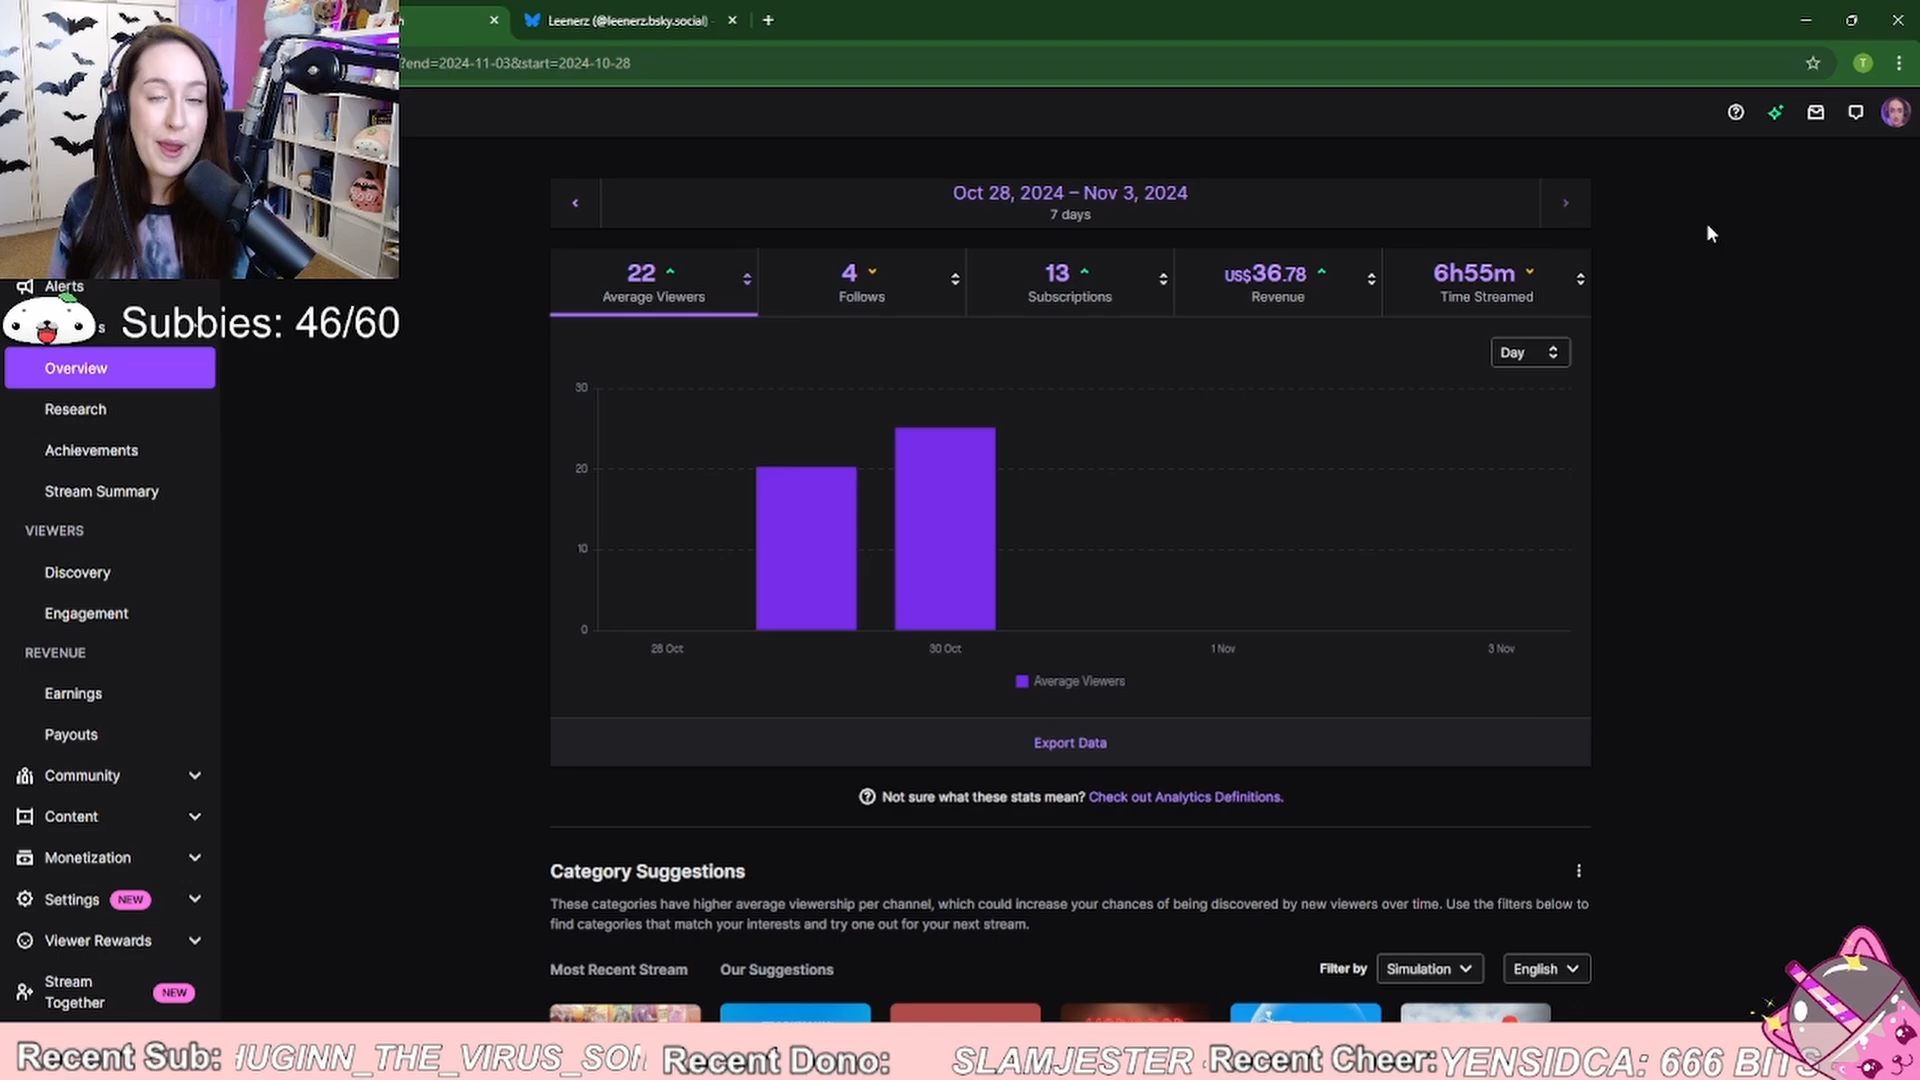 Leenerz (@leenerz.bsky.social)
?end=2024-11-03&start=2024-10-28
T
Oct 28, 2024 – Nov 3, 2024
7 days
22
Average Viewers
4
Follows
13
Subscriptions
US$36.78
Revenue
6h55m
Time Streamed
Alerts
Subbies: 46/60
Overview
Research
Achievements
Stream Summary
VIEWERS
Discovery
Engagement
REVENUE
Earnings
Payouts
Community
Content
Monetization
Settings NEW
Viewer Rewards
Stream Together NEW
Day
30
20
10
0
28 Oct
30 Oct
1 Nov
3 Nov
Average Viewers
Export Data
Not sure what these stats mean? Check out Analytics Definitions.
Category Suggestions
These categories have higher average viewership per channel, which could increase your chances of being discovered by new viewers over time. Use the filters below to
find categories that match your interests and try one out for your next stream.
Most Recent Stream
Our Suggestions
Filter by
Simulation
English
Recent Sub: HUGINN_THE_VIRUS_SON Recent Dono: SLAMJESTER Recent Cheer: YENSIDCA: 666 BITS